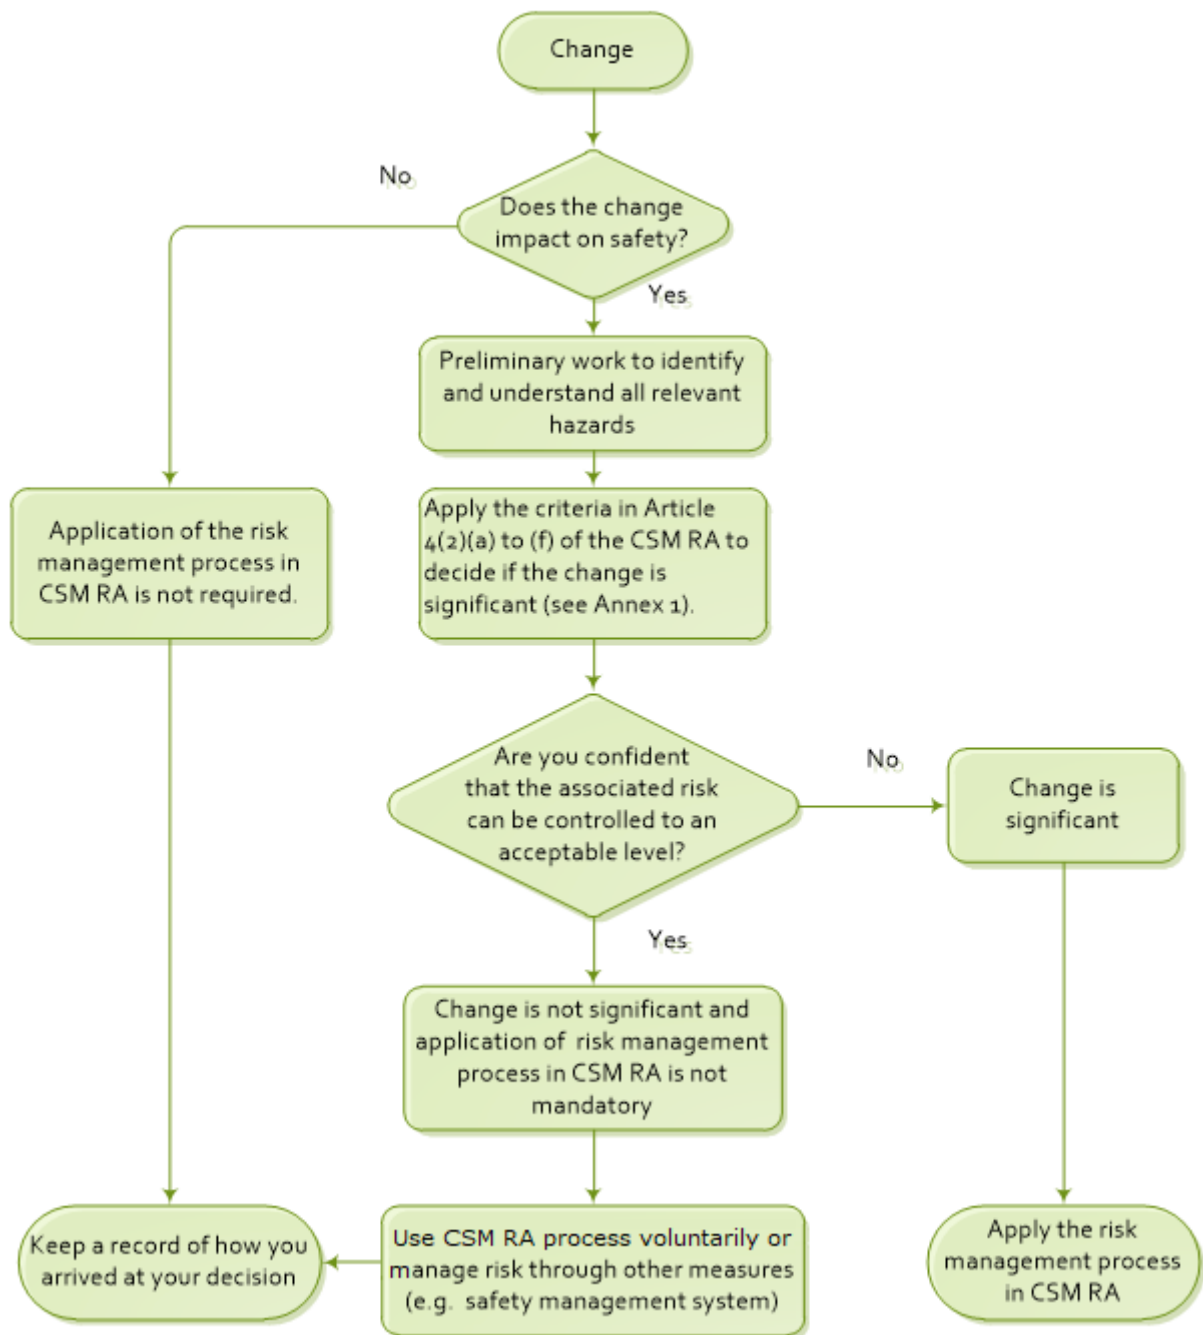 Change
No
Does the change
impact on safety?
Yes
Preliminary work to identify
and understand all relevant
hazards
Application of the risk
management process in
CSM RA is not required.
Apply the criteria in Article
4(2)(a) to (f) of the CSM RA to
decide if the change is
significant (see Annex 1).
Are you confident
that the associated risk
can be controlled to an
acceptable level?
No
Change is
significant
Yes
Change is not significant and
application of risk management
process in CSM RA is not
mandatory
Keep a record of how you
arrived at your decision
Use CSM RA process voluntarily or
manage risk through other measures
(e.g. safety management system)
Apply the risk
management process
in CSM RA